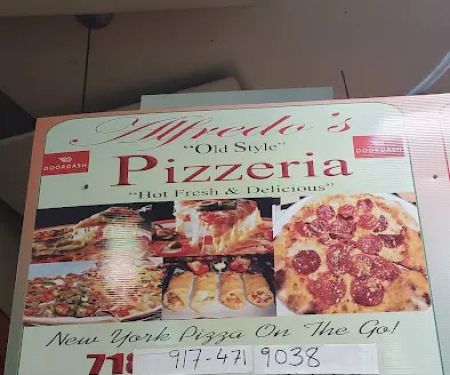 Alfredo's
"Old Style"
DOORDASH
Pizzeria
DOORDASH
"Hot Fresh & Delicious"
New York Pizza On The Go!
718
917-471 9038